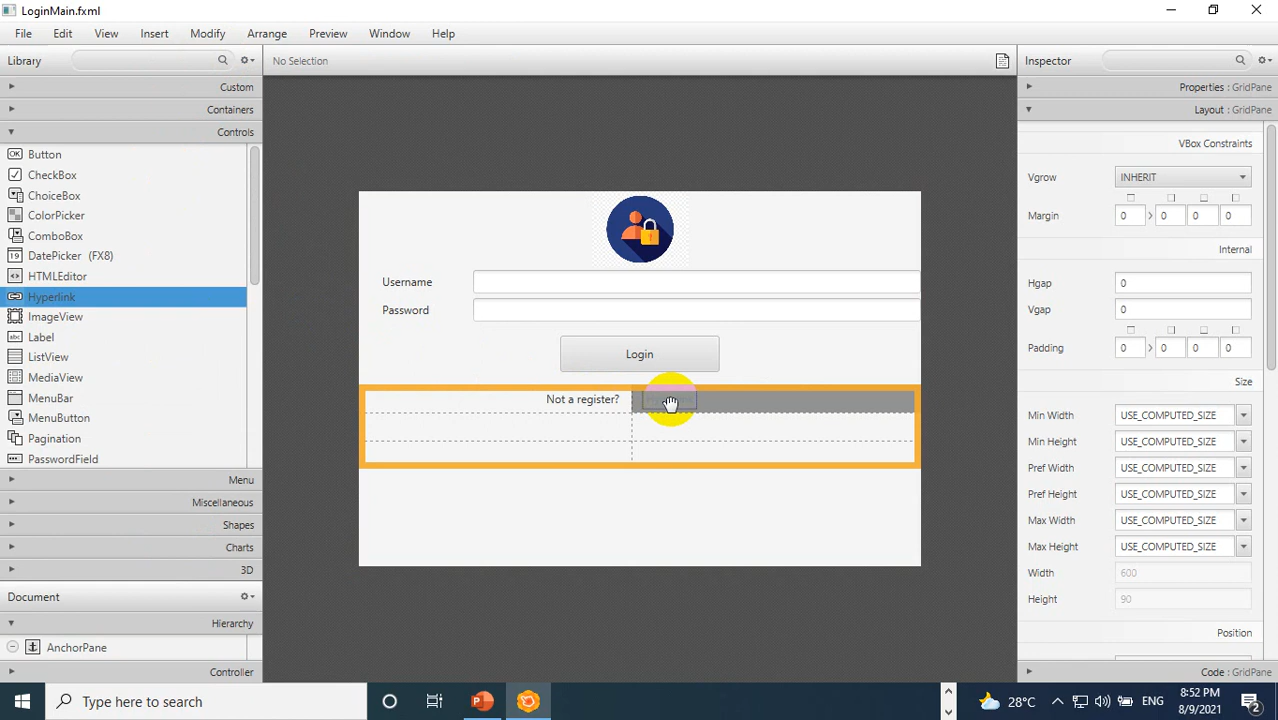 LoginMain.fxml
File Edit View Insert Modify Arrange Preview Window Help
Library
No Selection
Inspector
Custom
Containers
Controls
Button
CheckBox
ChoiceBox
ColorPicker
ComboBox
DatePicker (FX8)
HTMLEditor
Hyperlink
ImageView
Label
ListView
MediaView
MenuBar
MenuButton
Pagination
PasswordField
Menu
Miscellaneous
Shapes
Charts
3D
Document
Hierarchy
AnchorPane
Controller
Username
Password
Login
Not a register?
Properties : GridPane
Layout : GridPane
VBox Constraints
Vgrow INHERIT
Margin 0 > 0 0 0
Internal
Hgap 0
Vgap 0
Padding 0 > 0 0 0
Size
Min Width USE_COMPUTED_SIZE
Min Height USE_COMPUTED_SIZE
Pref Width USE_COMPUTED_SIZE
Pref Height USE_COMPUTED_SIZE
Max Width USE_COMPUTED_SIZE
Max Height USE_COMPUTED_SIZE
Width 600
Height 90
Position
Code : GridPane
Type here to search
28°C
ENG
8:52 PM
8/9/2021
2